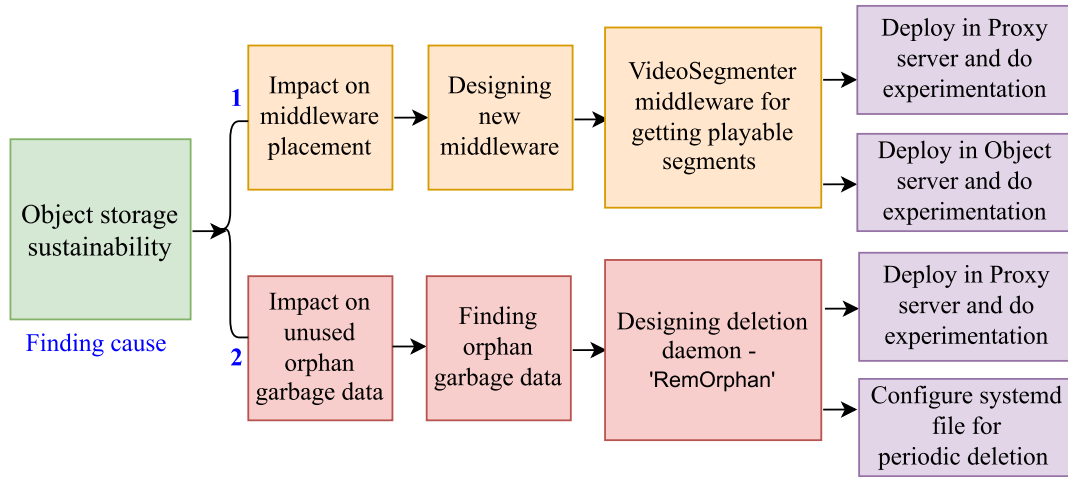 Object storage
sustainability
Finding cause
1
Impact on
middleware
placement
Designing
new
middleware
VideoSegmenter
middleware for
getting playable
segments
Deploy in Proxy
server and do
experimentation
Deploy in Object
server and do
experimentation
2
Impact on
unused
orphan
garbage data
Finding
orphan
garbage data
Designing deletion
daemon -
'RemOrphan'
Deploy in Proxy
server and do
experimentation
Configure systemd
file for
periodic deletion